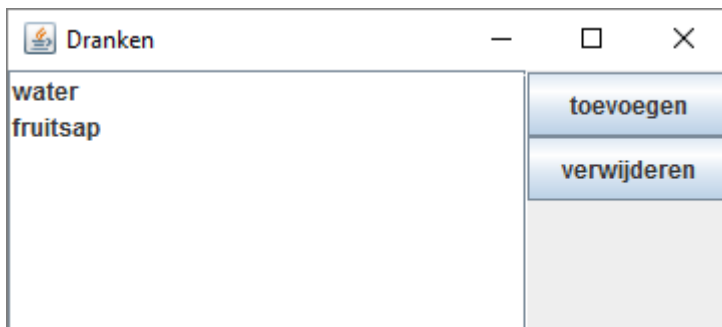 Dranken
water
fruitsap
toevoegen
verwijderen